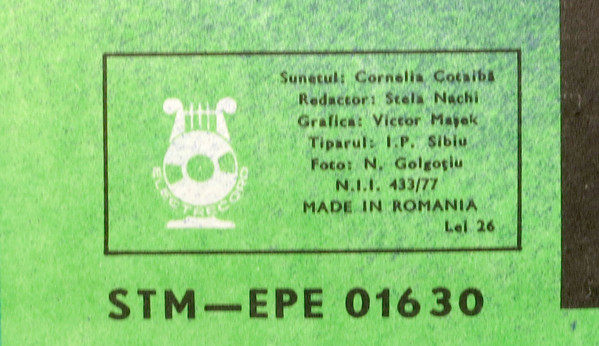 Sunetul: Cornelia Cotaibă
Redactor: Stela Nachi
Grafica: Victor Mașek
Tiparul: I.P. Sibiu
Foto: N. Golgoțiu
N.I.I. 433/77
MADE IN ROMANIA
Lei 26
ELECTRECORD
STM—EPE 01630